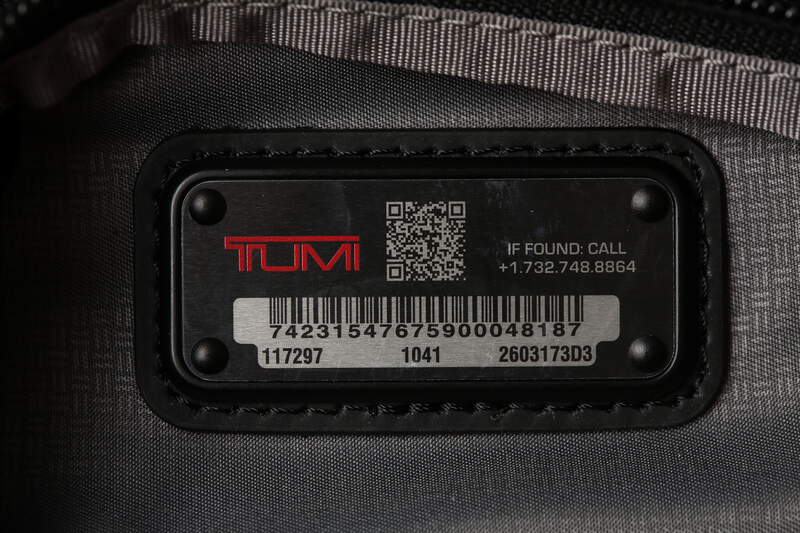 TUMI
IF FOUND: CALL
+1.732.748.8864
74231547675900048187
117297 1041 2603173D3